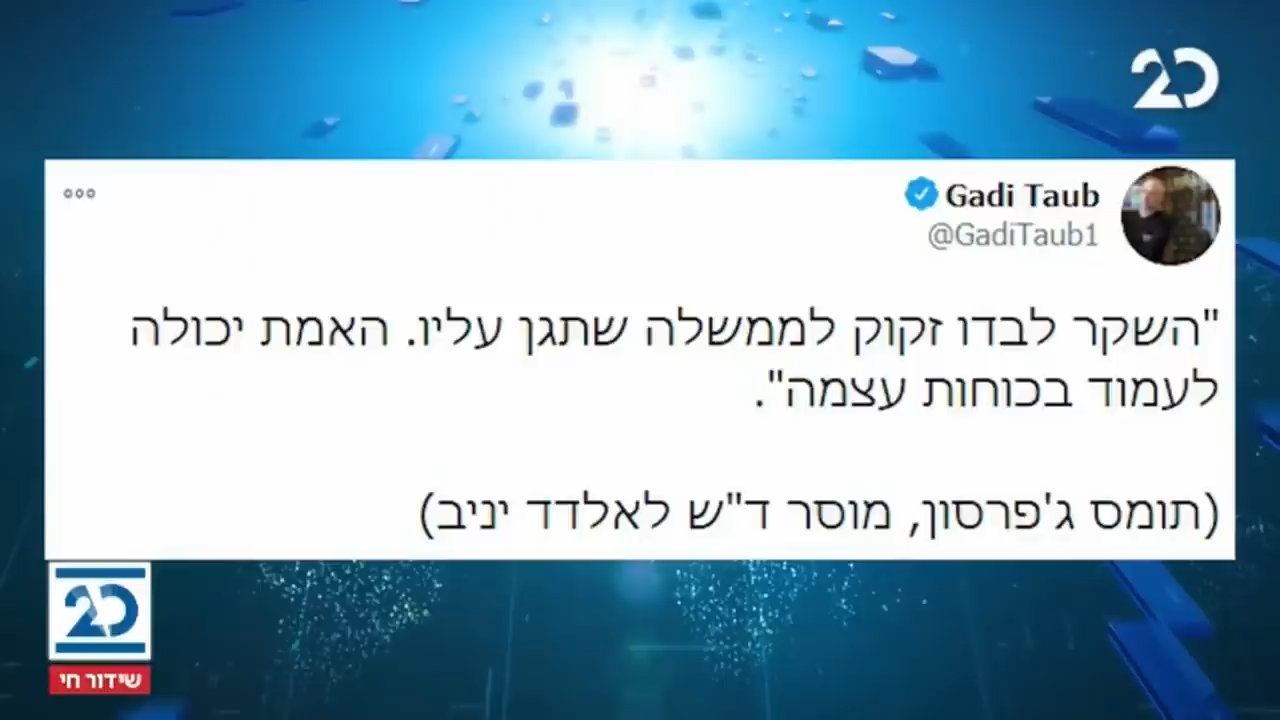 20
Gadi Taub
@GadiTaub1
"השקר לבדו זקוק לממשלה שתגן עליו. האמת יכולה
לעמוד בכוחות עצמה".
(תומס ג'פרסון, מוסר ד"ש לאלדד יניב)
20
שידור חי